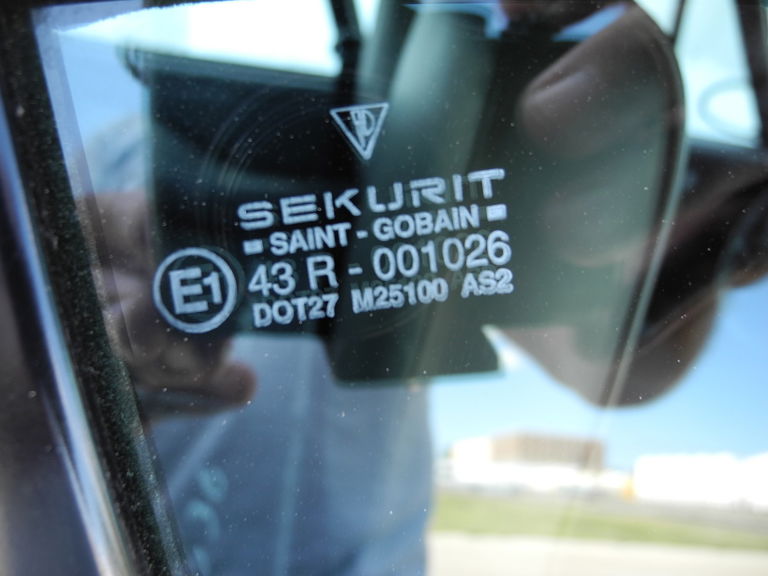 SEKURIT
SAINT - GOBAIN
E1
43 R - 001026
DOT27 M25100 AS2